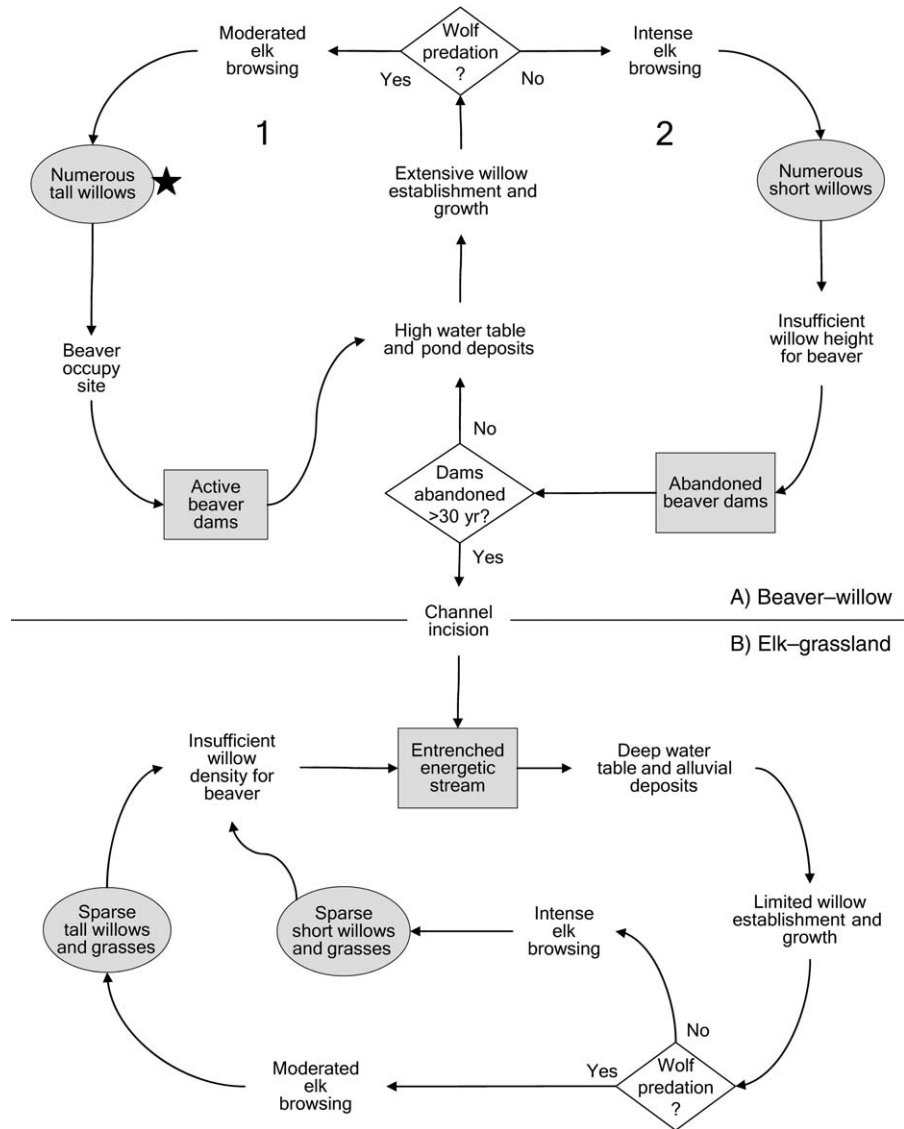 Moderated
elk
browsing
Wolf
predation
?
Yes
No
Intense
elk
browsing
1
2
Numerous
tall willows
Extensive willow
establishment and
growth
Numerous
short willows
High water table
and pond deposits
Beaver
occupy
site
Insufficient
willow height
for beaver
No
Active
beaver
dams
Dams
abandoned
>30 yr?
Abandoned
beaver dams
Yes
A) Beaver–willow
Channel
incision
B) Elk–grassland
Insufficient
willow
density for
beaver
Entrenched
energetic
stream
Deep water
table and alluvial
deposits
Sparse
tall willows
and grasses
Sparse
short willows
and grasses
Intense
elk
browsing
Limited willow
establishment and
growth
No
Moderated
elk
browsing
Yes
Wolf
predation
?